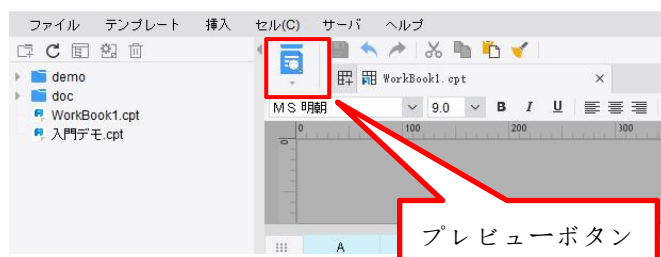 ファイル テンプレート 挿入 セル(C) サーバ ヘルプ
demo
doc
WorkBook1.cpt
入門デモ.cpt
WorkBook1.cpt ×
ＭＳ 明朝 9.0 B I U
0 100 200 300
0
A
プレビューボタン